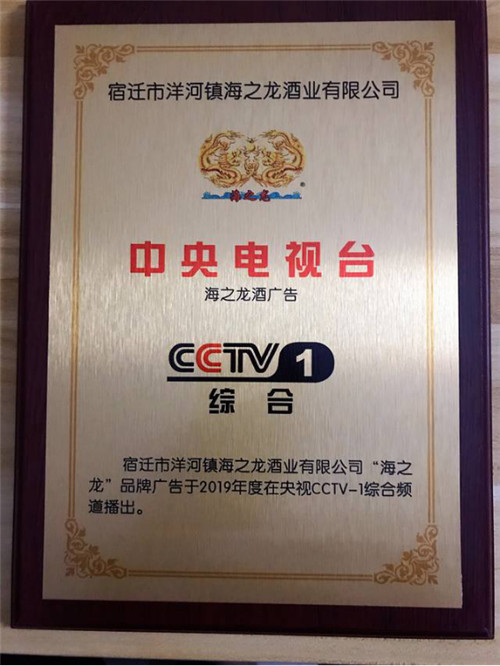 宿迁市洋河镇海之龙酒业有限公司
海之龙
®
中央电视台
海之龙酒广告
CCTV 1
综合
宿迁市洋河镇海之龙酒业有限公司“海之
龙”品牌广告于2019年度在央视CCTV-1综合频
道播出。